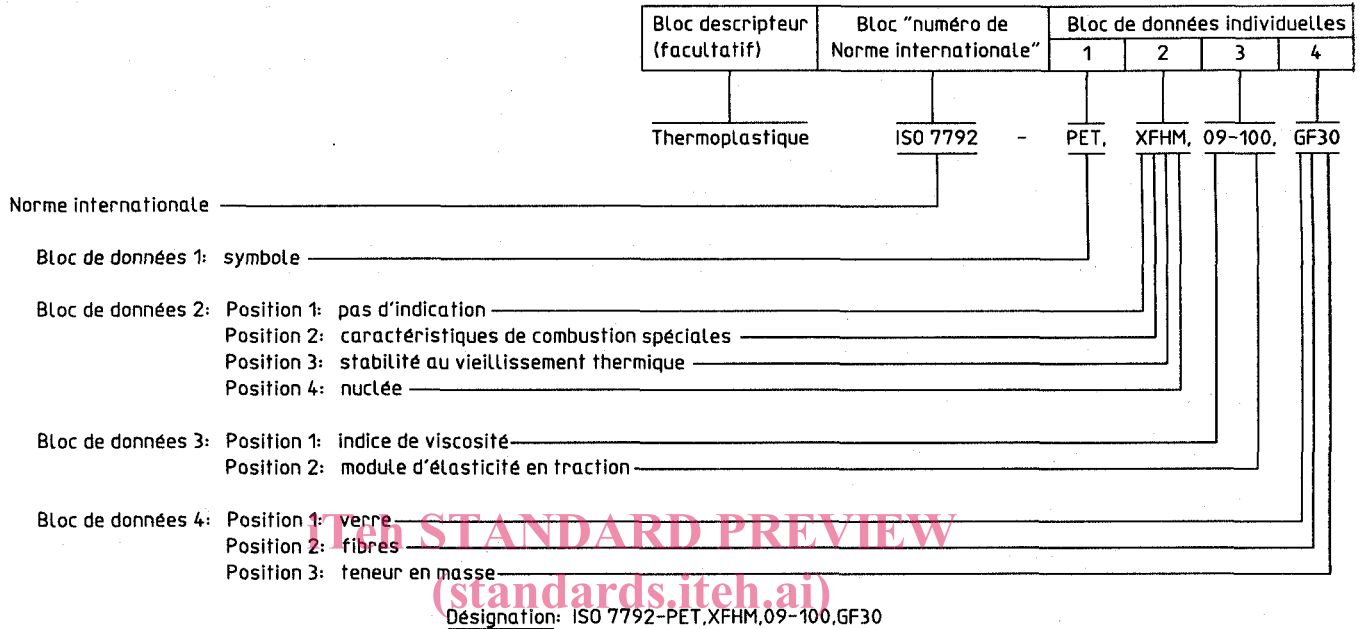 Bloc descripteur (facultatif)
Bloc "numéro de Norme internationale"
Bloc de données individuelles
1 2 3 4
Thermoplastique ISO 7792 - PET, XFHM, 09-100, GF30
Norme internationale
Bloc de données 1: symbole
Bloc de données 2: Position 1: pas d'indication
Position 2: caractéristiques de combustion spéciales
Position 3: stabilité au vieillissement thermique
Position 4: nuclée
Bloc de données 3: Position 1: indice de viscosité
Position 2: module d'élasticité en traction
Bloc de données 4: Position 1: verre
Position 2: fibres
Position 3: teneur en masse
iTeh STANDARD PREVIEW
(standards.iteh.ai)
Désignation: ISO 7792-PET,XFHM,09-100,GF30